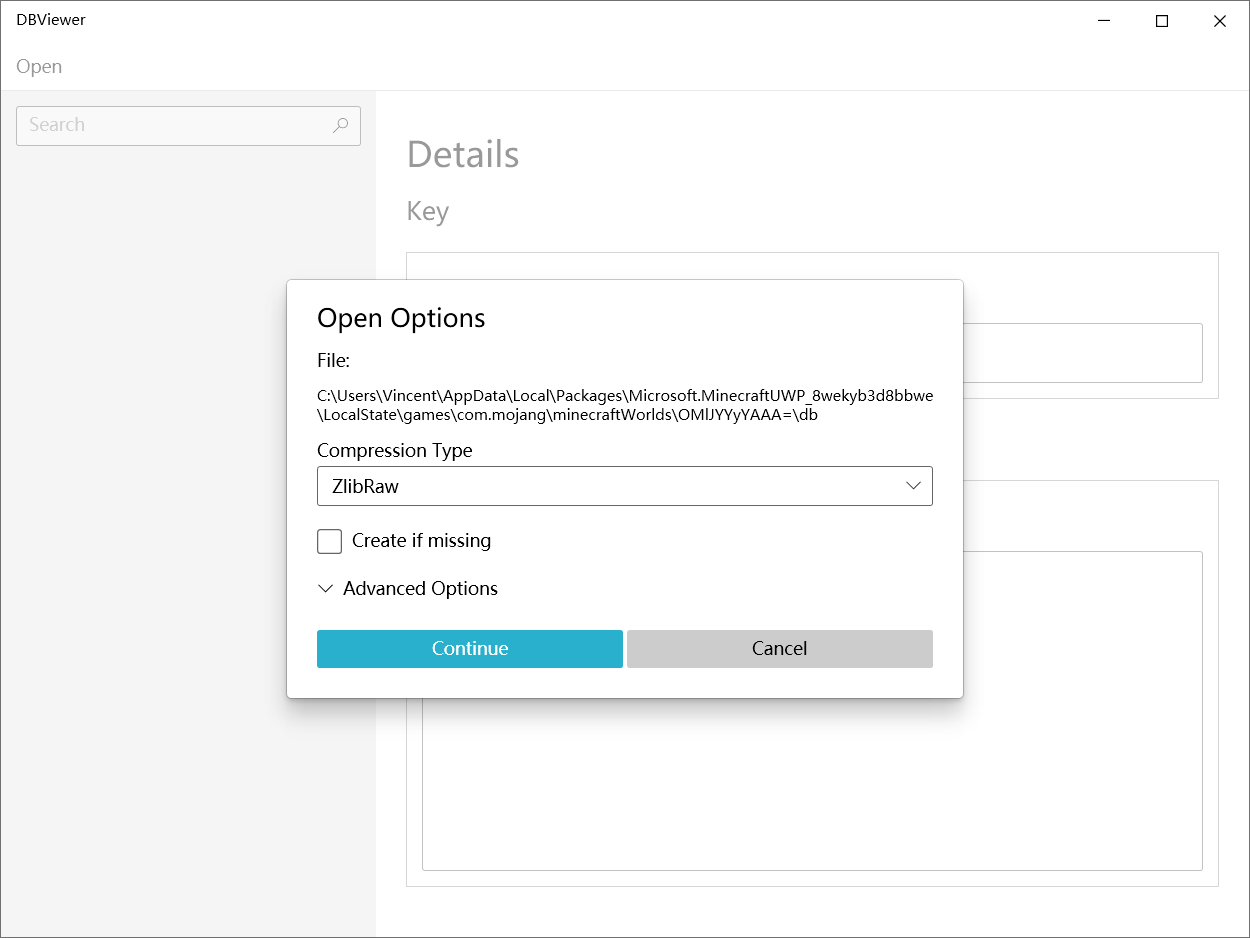 DBViewer
Open
Search
Details
Key
Open Options
File:
C:\Users\Vincent\AppData\Local\Packages\Microsoft.MinecraftUWP_8wekyb3d8bbwe
\LocalState\games\com.mojang\minecraftWorlds\OMlJYYyYAAA=\db
Compression Type
ZlibRaw
Create if missing
Advanced Options
Continue
Cancel